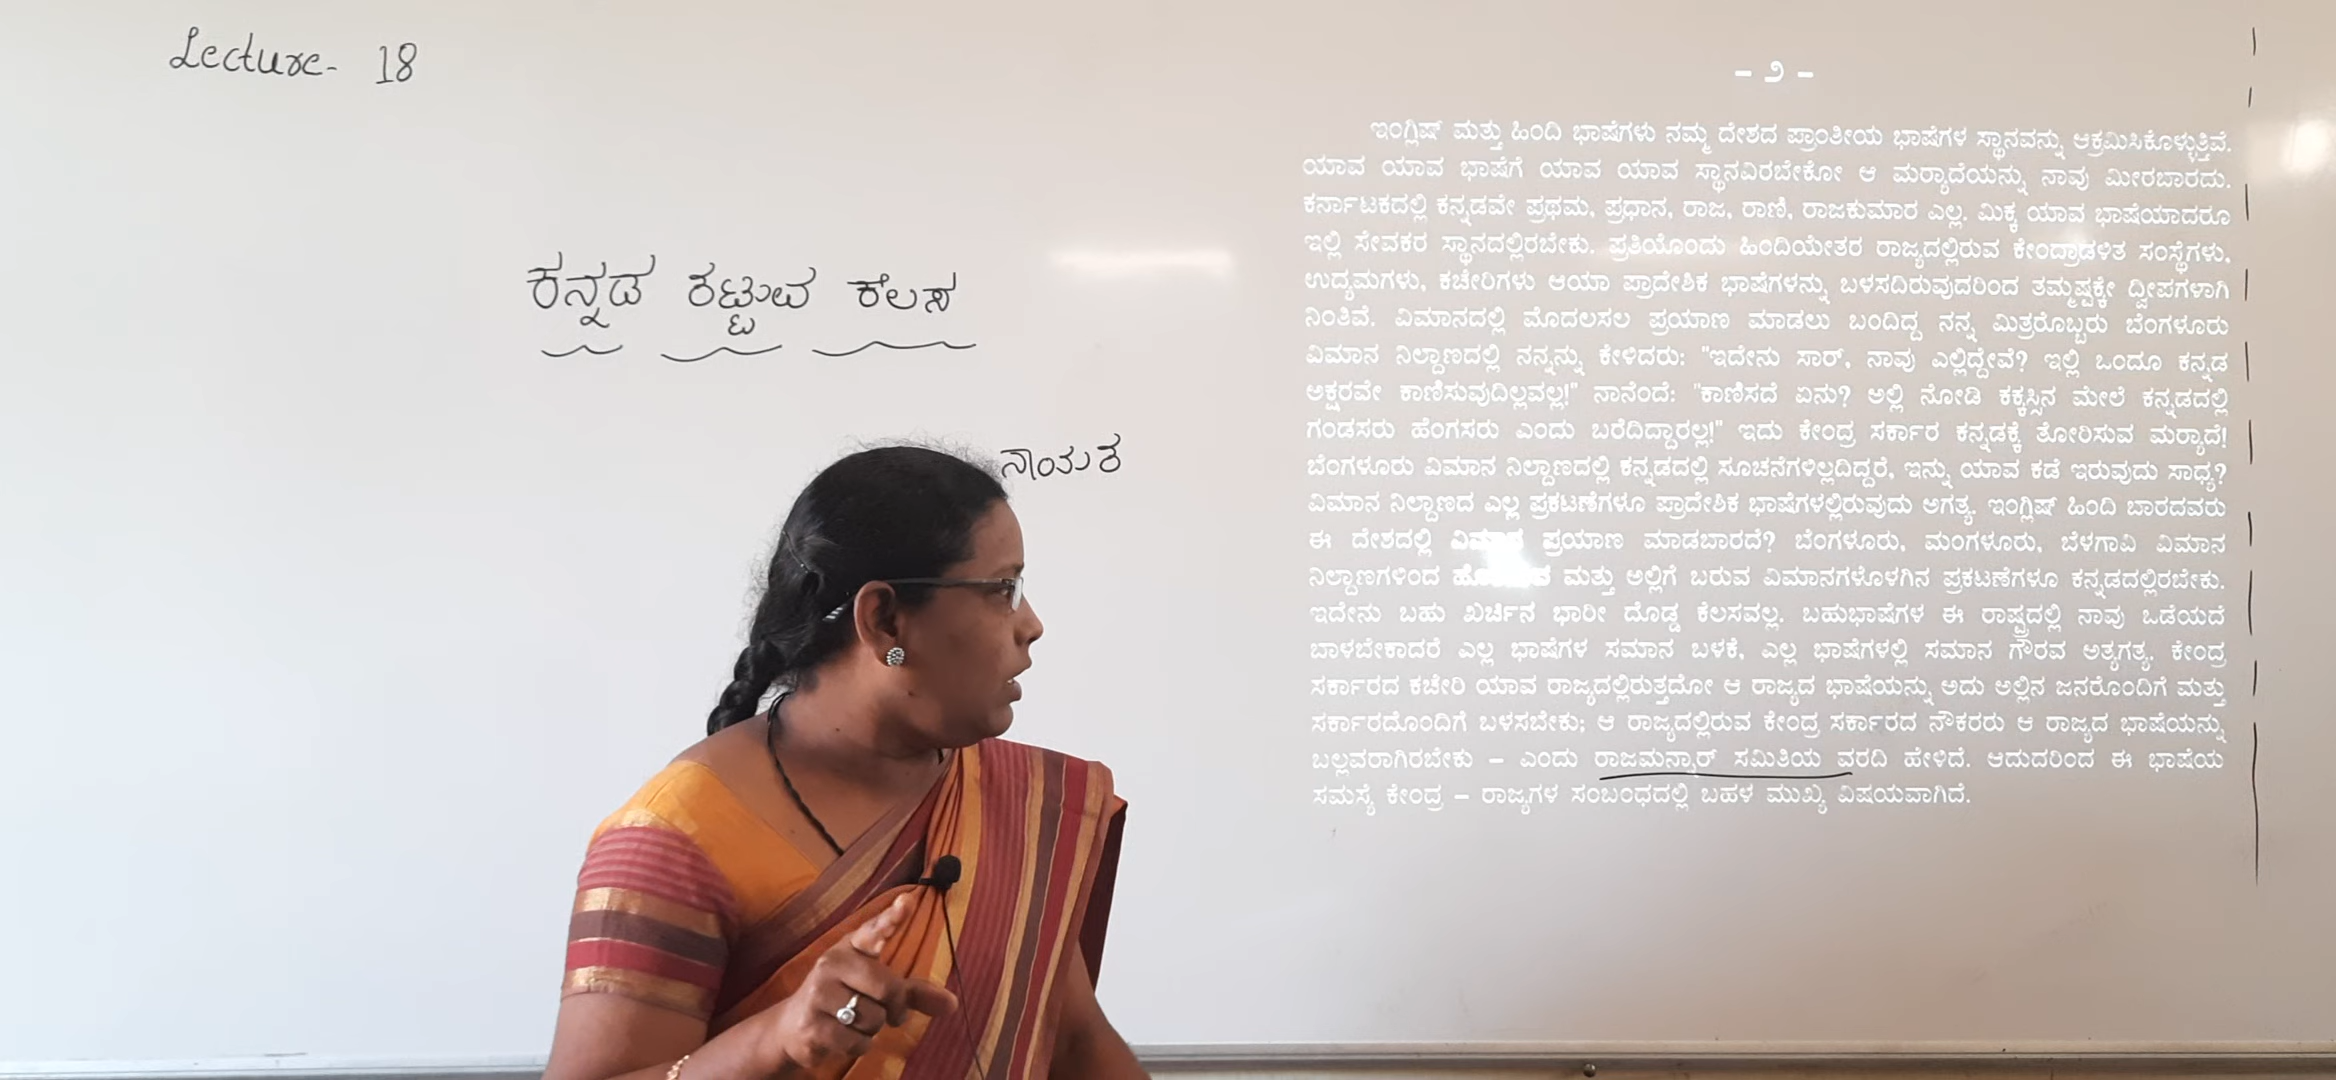 Lecture- 18
ಕನ್ನಡ ಕಟ್ಟುವ ಕೆಲಸ
ನಾಯಕ
- ೨ -
ಇಂಗ್ಲಿಷ್ ಮತ್ತು ಹಿಂದಿ ಭಾಷೆಗಳು ನಮ್ಮ ದೇಶದ ಪ್ರಾಂತೀಯ ಭಾಷೆಗಳ ಸ್ಥಾನವನ್ನು ಆಕ್ರಮಿಸಿಕೊಳ್ಳುತ್ತಿವೆ.
ಯಾವ ಯಾವ ಭಾಷೆಗೆ ಯಾವ ಯಾವ ಸ್ಥಾನವಿರಬೇಕೋ ಆ ಮರ್‍ಯಾದೆಯನ್ನು ನಾವು ಮೀರಬಾರದು.
ಕರ್ನಾಟಕದಲ್ಲಿ ಕನ್ನಡವೇ ಪ್ರಥಮ, ಪ್ರಧಾನ, ರಾಜ, ರಾಣಿ, ರಾಜಕುಮಾರ ಎಲ್ಲ. ಮಿಕ್ಕ ಯಾವ ಭಾಷೆಯಾದರೂ
ಇಲ್ಲಿ ಸೇವಕರ ಸ್ಥಾನದಲ್ಲಿರಬೇಕು. ಪ್ರತಿಯೊಂದು ಹಿಂದಿಯೇತರ ರಾಜ್ಯದಲ್ಲಿರುವ ಕೇಂದ್ರಾಡಳಿತ ಸಂಸ್ಥೆಗಳು,
ಉದ್ಯಮಗಳು, ಕಚೇರಿಗಳು ಆಯಾ ಪ್ರಾದೇಶಿಕ ಭಾಷೆಗಳನ್ನು ಬಳಸದಿರುವುದರಿಂದ ತಮ್ಮಷ್ಟಕ್ಕೇ ದ್ವೀಪಗಳಾಗಿ
ನಿಂತಿವೆ. ವಿಮಾನದಲ್ಲಿ ಮೊದಲಸಲ ಪ್ರಯಾಣ ಮಾಡಲು ಬಂದಿದ್ದ ನನ್ನ ಮಿತ್ರರೊಬ್ಬರು ಬೆಂಗಳೂರು
ವಿಮಾನ ನಿಲ್ದಾಣದಲ್ಲಿ ನನ್ನನ್ನು ಕೇಳಿದರು: "ಇದೇನು ಸಾರ್, ನಾವು ಎಲ್ಲಿದ್ದೇವೆ? ಇಲ್ಲಿ ಒಂದೂ ಕನ್ನಡ
ಅಕ್ಷರವೇ ಕಾಣಿಸುವುದಿಲ್ಲವಲ್ಲ!" ನಾನೆಂದೆ: "ಕಾಣಿಸದೆ ಏನು? ಅಲ್ಲಿ ನೋಡಿ ಕಕ್ಕಸ್ಸಿನ ಮೇಲೆ ಕನ್ನಡದಲ್ಲಿ
ಗಂಡಸರು ಹೆಂಗಸರು ಎಂದು ಬರೆದಿದ್ದಾರಲ್ಲ!" ಇದು ಕೇಂದ್ರ ಸರ್ಕಾರ ಕನ್ನಡಕ್ಕೆ ತೋರಿಸುವ ಮರ್‍ಯಾದೆ!
ಬೆಂಗಳೂರು ವಿಮಾನ ನಿಲ್ದಾಣದಲ್ಲಿ ಕನ್ನಡದಲ್ಲಿ ಸೂಚನೆಗಳಿಲ್ಲದಿದ್ದರೆ, ಇನ್ನು ಯಾವ ಕಡೆ ಇರುವುದು ಸಾಧ್ಯ?
ವಿಮಾನ ನಿಲ್ದಾಣದ ಎಲ್ಲ ಪ್ರಕಟಣೆಗಳೂ ಪ್ರಾದೇಶಿಕ ಭಾಷೆಗಳಲ್ಲಿರುವುದು ಅಗತ್ಯ. ಇಂಗ್ಲಿಷ್ ಹಿಂದಿ ಬಾರದವರು
ಈ ದೇಶದಲ್ಲಿ ವಿಮಾನ ಪ್ರಯಾಣ ಮಾಡಬಾರದೆ? ಬೆಂಗಳೂರು, ಮಂಗಳೂರು, ಬೆಳಗಾವಿ ವಿಮಾನ
ನಿಲ್ದಾಣಗಳಿಂದ ಮತ್ತು ಅಲ್ಲಿಗೆ ಬರುವ ವಿಮಾನಗಳೊಳಗಿನ ಪ್ರಕಟಣೆಗಳೂ ಕನ್ನಡದಲ್ಲಿರಬೇಕು.
ಇದೇನು ಬಹು ಖರ್ಚಿನ ಭಾರೀ ದೊಡ್ಡ ಕೆಲಸವಲ್ಲ. ಬಹುಭಾಷೆಗಳ ಈ ರಾಷ್ಟ್ರದಲ್ಲಿ ನಾವು ಒಡೆಯದೆ
ಬಾಳಬೇಕಾದರೆ ಎಲ್ಲ ಭಾಷೆಗಳ ಸಮಾನ ಬಳಕೆ, ಎಲ್ಲ ಭಾಷೆಗಳಲ್ಲಿ ಸಮಾನ ಗೌರವ ಅತ್ಯಗತ್ಯ. ಕೇಂದ್ರ
ಸರ್ಕಾರದ ಕಚೇರಿ ಯಾವ ರಾಜ್ಯದಲ್ಲಿರುತ್ತದೋ ಆ ರಾಜ್ಯದ ಭಾಷೆಯನ್ನು ಅದು ಅಲ್ಲಿನ ಜನರೊಂದಿಗೆ ಮತ್ತು
ಸರ್ಕಾರದೊಂದಿಗೆ ಬಳಸಬೇಕು; ಆ ರಾಜ್ಯದಲ್ಲಿರುವ ಕೇಂದ್ರ ಸರ್ಕಾರದ ನೌಕರರು ಆ ರಾಜ್ಯದ ಭಾಷೆಯನ್ನು
ಬಲ್ಲವರಾಗಿರಬೇಕು – ಎಂದು ರಾಜಮನ್ನಾರ್ ಸಮಿತಿಯ ವರದಿ ಹೇಳಿದೆ. ಆದುದರಿಂದ ಈ ಭಾಷೆಯ
ಸಮಸ್ಯೆ ಕೇಂದ್ರ – ರಾಜ್ಯಗಳ ಸಂಬಂಧದಲ್ಲಿ ಬಹಳ ಮುಖ್ಯ ವಿಷಯವಾಗಿದೆ.